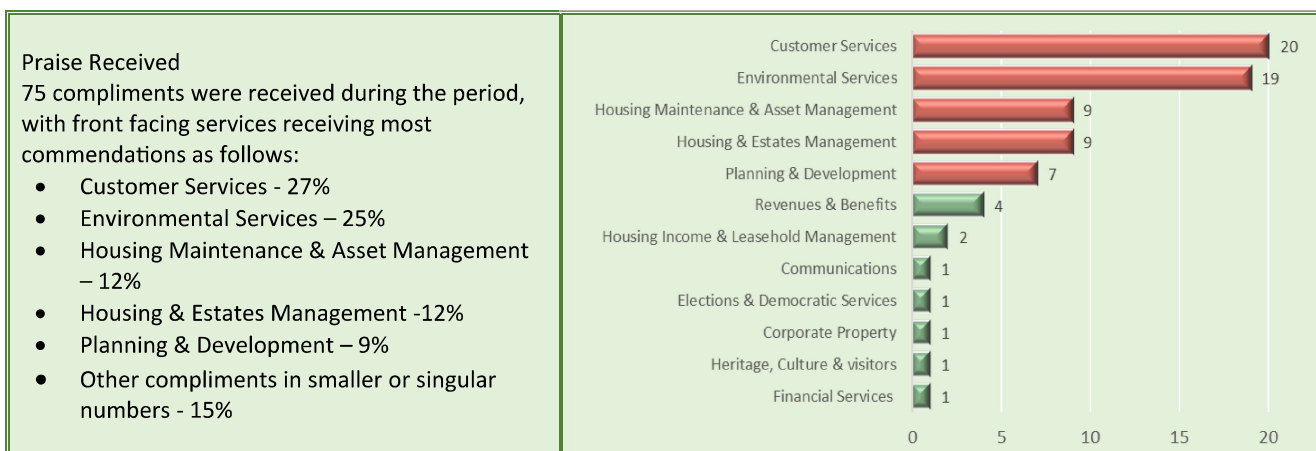 Praise Received
75 compliments were received during the period,
with front facing services receiving most
commendations as follows:
• Customer Services - 27%
• Environmental Services – 25%
• Housing Maintenance & Asset Management
– 12%
• Housing & Estates Management -12%
• Planning & Development – 9%
• Other compliments in smaller or singular
numbers - 15%
Customer Services 20
Environmental Services 19
Housing Maintenance & Asset Management 9
Housing & Estates Management 9
Planning & Development 7
Revenues & Benefits 4
Housing Income & Leasehold Management 2
Communications 1
Elections & Democratic Services 1
Corporate Property 1
Heritage, Culture & visitors 1
Financial Services 1
0 5 10 15 20